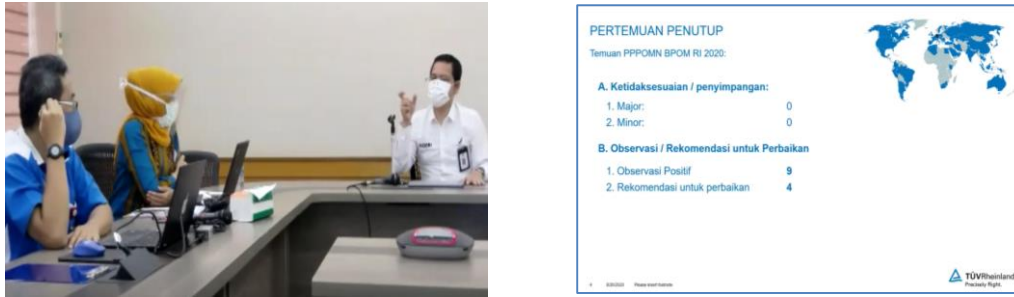 PERTEMUAN PENUTUP
Temuan PPPOMN BPOM RI 2020:
A. Ketidaksesuaian / penyimpangan:
1. Major: 0
2. Minor: 0
B. Observasi / Rekomendasi untuk Perbaikan
1. Observasi Positif 9
2. Rekomendasi untuk perbaikan 4
TÜVRheinland
Precisely Right.